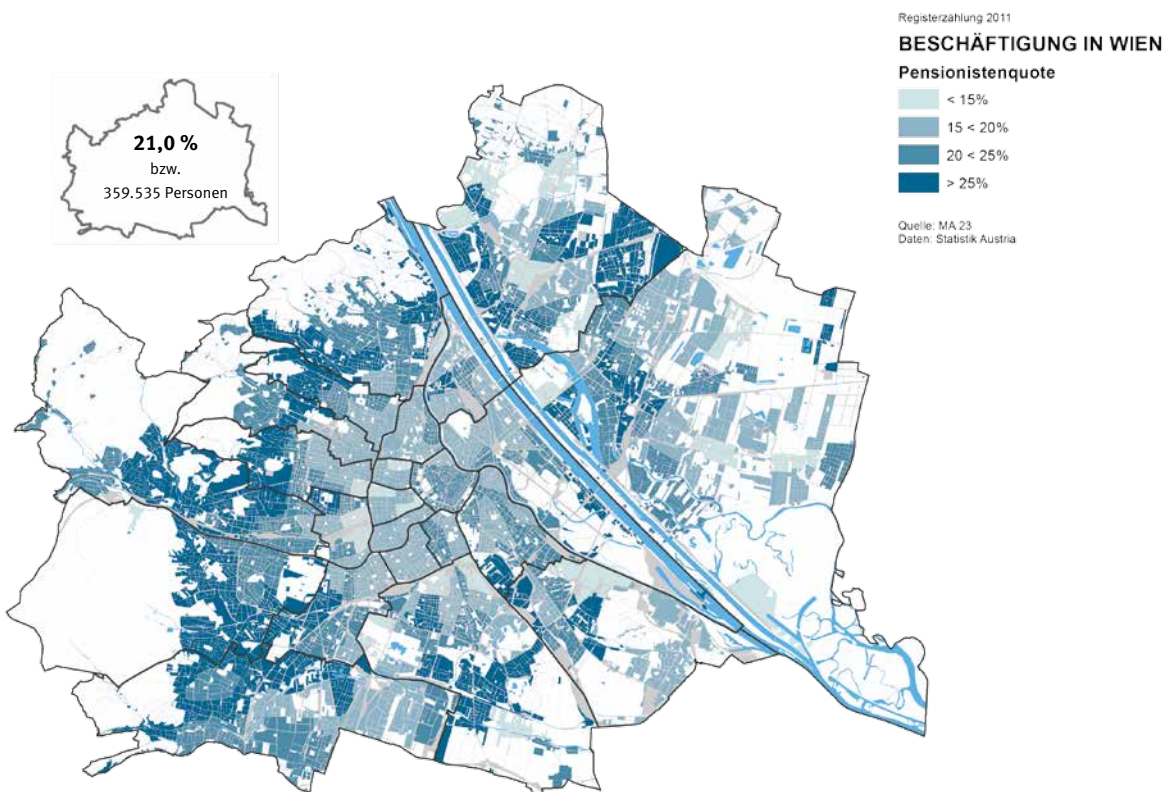 Registerzählung 2011
BESCHÄFTIGUNG IN WIEN
Pensionistenquote
< 15%
15 < 20%
20 < 25%
> 25%
Quelle: MA 23
Daten: Statistik Austria
21,0 %
bzw.
359.535 Personen